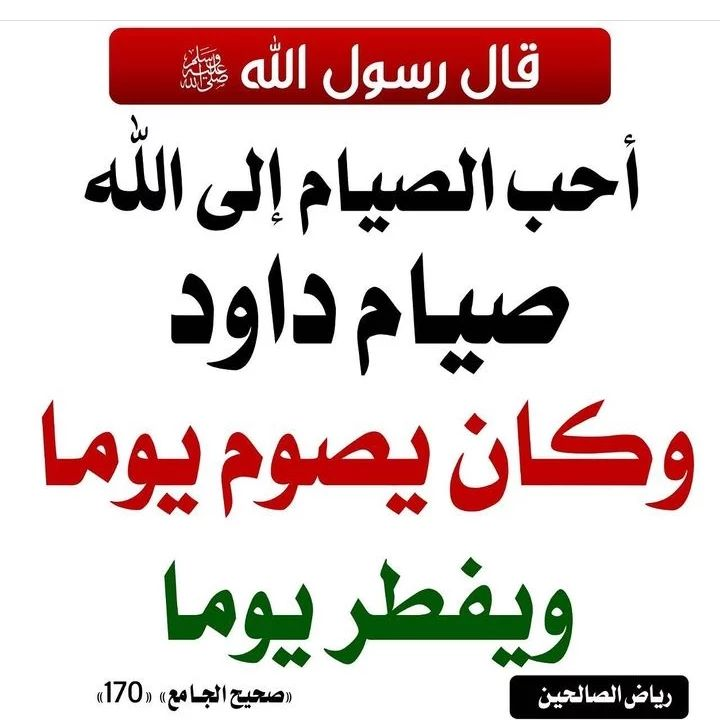 قال رسول الله ﷺ
أحب الصيام إلى الله
صيام داود
وكان يصوم يوما
ويفطر يوما
رياض الصالحين «صحيح الجامع» «170»